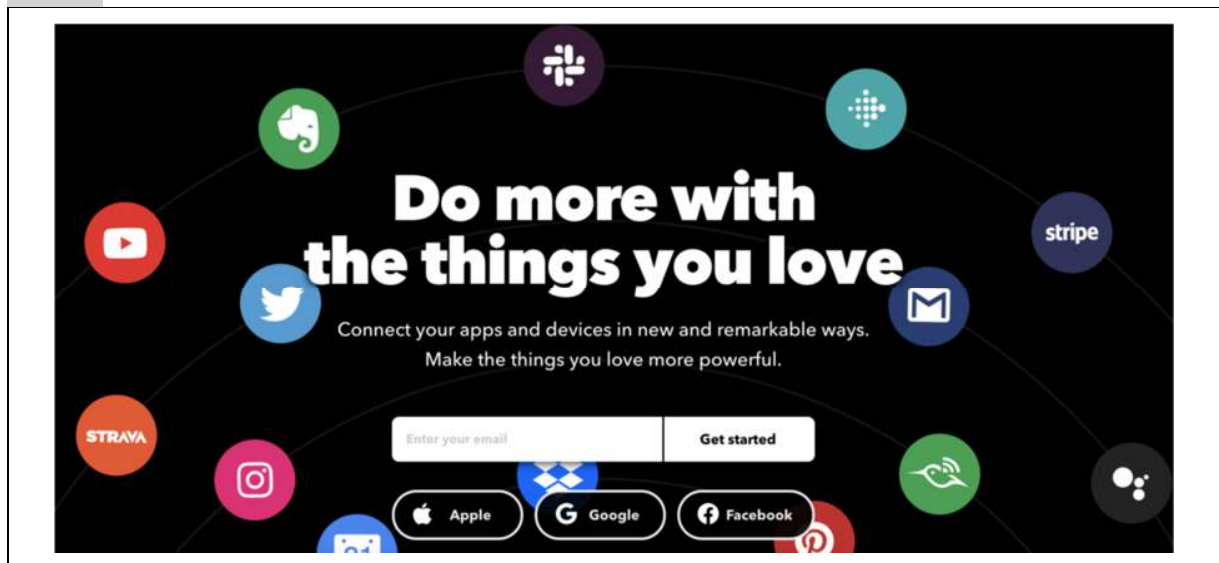 Do more with
the things you love
stripe
Connect your apps and devices in new and remarkable ways.
Make the things you love more powerful.
STRAVA
Enter your email
Get started
Apple
Google
Facebook
31